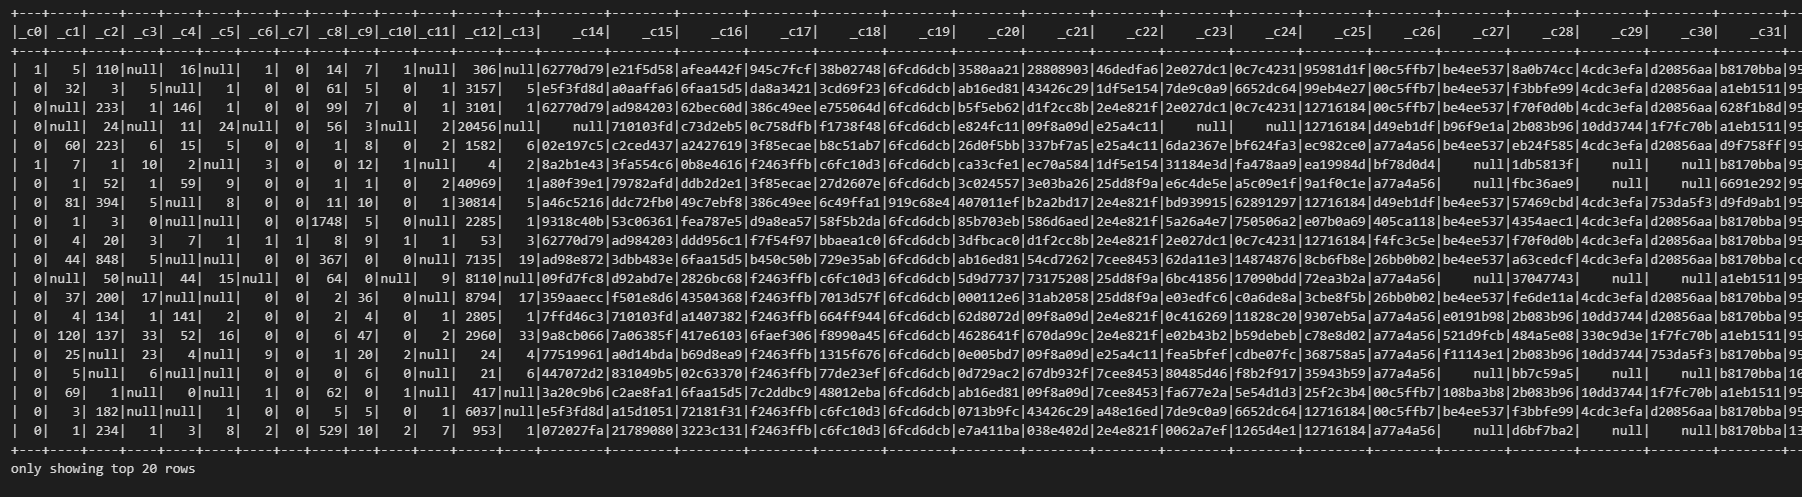 +---+----+----+----+----+----+----+---+----+---+----+----+-----+----+--------+--------+--------+--------+--------+--------+--------+--------+--------+--------+--------+--------+--------+--------+--------+--------+--------+--------+--
|_c0| _c1| _c2| _c3| _c4| _c5| _c6|_c7| _c8|_c9|_c10|_c11| _c12|_c13|    _c14|    _c15|    _c16|    _c17|    _c18|    _c19|    _c20|    _c21|    _c22|    _c23|    _c24|    _c25|    _c26|    _c27|    _c28|    _c29|    _c30|    _c31|
+---+----+----+----+----+----+----+---+----+---+----+----+-----+----+--------+--------+--------+--------+--------+--------+--------+--------+--------+--------+--------+--------+--------+--------+--------+--------+--------+--------+--
|  1|   5| 110|null|  16|null|   1|  0|  14|  7|   1|null|  306|null|62770d79|e21f5d58|afea442f|945c7fcf|38b02748|6fcd6dcb|3580aa21|28808903|46dedfa6|2e027dc1|0c7c4231|95981d1f|00c5ffb7|be4ee537|8a0b74cc|4cdc3efa|d20856aa|b8170bba|95
|  0|  32|   3|   5|null|   1|   0|  0|  61|  5|   0|   1| 3157|   5|e5f3fd8d|a0aaffa6|6faa15d5|da8a3421|3cd69f23|6fcd6dcb|ab16ed81|43426c29|1df5e154|7de9c0a9|6652dc64|99eb4e27|00c5ffb7|be4ee537|f3bbfe99|4cdc3efa|d20856aa|a1eb1511|95
|  0|null| 233|   1| 146|   1|   0|  0|  99|  7|   0|   1| 3101|   1|62770d79|ad984203|62bec60d|386c49ee|e755064d|6fcd6dcb|b5f5eb62|d1f2cc8b|2e4e821f|2e027dc1|0c7c4231|12716184|00c5ffb7|be4ee537|f70f0d0b|4cdc3efa|d20856aa|628f1b8d|95
|  0|null|  24|null|  11|  24|null|  0|  56|  3|null|   2|20456|null|    null|710103fd|c73d2eb5|0c758dfb|f1738f48|6fcd6dcb|e824fc11|09f8a09d|e25a4c11|    null|    null|12716184|d49eb1df|b96f9e1a|2b083b96|10dd3744|1f7fc70b|a1eb1511|95
|  0|  60| 223|   6|  15|   5|   0|  0|   1|  8|   0|   2| 1582|   6|02e197c5|c2ced437|a2427619|3f85ecae|b8c51ab7|6fcd6dcb|26d0f5bb|337bf7a5|e25a4c11|6da2367e|bf624fa3|ec982ce0|a77a4a56|be4ee537|eb24f585|4cdc3efa|d20856aa|d9f758ff|95
|  1|   7|   1|  10|   2|null|   3|  0|   0| 12|   1|null|    4|   2|8a2b1e43|3fa554c6|0b8e4616|f2463ffb|c6fc10d3|6fcd6dcb|ca33cfe1|ec70a584|1df5e154|31184e3d|fa478aa9|ea19984d|bf78d0d4|    null|1db5813f|    null|    null|b8170bba|95
|  0|   1|  52|   1|  59|   9|   0|  0|   1|  1|   0|   2|40969|   1|a80f39e1|79782afd|ddb2d2e1|3f85ecae|27d2607e|6fcd6dcb|3c024557|3e03ba26|25dd8f9a|e6c4de5e|a5c09e1f|9a1f0c1e|a77a4a56|    null|fbc36ae9|    null|    null|6691e292|95
|  0|  81| 394|   5|null|   8|   0|  0|  11| 10|   0|   1|30814|   5|a46c5216|ddc72fb0|49c7ebf8|386c49ee|6c49ffa1|919c68e4|407011ef|b2a2bd17|2e4e821f|bd939915|62891297|12716184|d49eb1df|be4ee537|57469cbd|4cdc3efa|753da5f3|d9fd9ab1|95
|  0|   1|   3|   0|null|null|   0|  0|1748|  5|   0|null| 2285|   1|9318c40b|53c06361|fea787e5|d9a8ea57|58f5b2da|6fcd6dcb|85b703eb|586d6aed|2e4e821f|5a26a4e7|750506a2|e07b0a69|405ca118|be4ee537|4354aec1|4cdc3efa|d20856aa|b8170bba|95
|  0|   4|  20|   3|   7|   1|   1|  1|   8|  9|   1|   1|   53|   3|62770d79|ad984203|ddd956c1|f7f54f97|bbaea1c0|6fcd6dcb|3dfbcac0|d1f2cc8b|2e4e821f|2e027dc1|0c7c4231|12716184|f4fc3c5e|be4ee537|f70f0d0b|4cdc3efa|d20856aa|b8170bba|95
|  0|  44| 848|   5|null|null|   0|  0| 367|  0|   0|null| 7135|  19|ad98e872|3dbb483e|6faa15d5|b450c50b|729e35ab|6fcd6dcb|ab16ed81|54cd7262|7cee8453|62da11e3|14874876|8cb6fb8e|26bb0b02|be4ee537|a63cedcf|4cdc3efa|d20856aa|b8170bba|cc
|  0|null|  50|null|  44|  15|null|  0|  64|  0|null|   9| 8110|null|09fd7fc8|d92abd7e|2826bc68|f2463ffb|c6fc10d3|6fcd6dcb|5d9d7737|73175208|25dd8f9a|6bc41856|17090bdd|72ea3b2a|a77a4a56|    null|37047743|    null|    null|a1eb1511|95
|  0|  37| 200|  17|null|null|   0|  0|   2| 36|   0|null| 8794|  17|359aaecc|f501e8d6|43504368|f2463ffb|7013d57f|6fcd6dcb|000112e6|31ab2058|25dd8f9a|e03edfc6|c0a6de8a|3cbe8f5b|26bb0b02|be4ee537|fe6de11a|4cdc3efa|d20856aa|b8170bba|95
|  0|   4| 134|   1| 141|   2|   0|  0|   2|  4|   0|   1| 2805|   1|7ffd46c3|710103fd|a1407382|f2463ffb|664ff944|6fcd6dcb|62d8072d|09f8a09d|2e4e821f|0c416269|11828c20|9307eb5a|a77a4a56|e0191b98|2b083b96|10dd3744|d20856aa|b8170bba|95
|  0| 120| 137|  33|  52|  16|   0|  0|   6| 47|   0|   2| 2960|  33|9a8cb066|7a06385f|417e6103|6faef306|f8990a45|6fcd6dcb|4628641f|670da99c|2e4e821f|e02b43b2|b59debeb|c78e8d02|a77a4a56|521d9fcb|484a5e08|330c9d3e|1f7fc70b|a1eb1511|95
|  0|  25|null|  23|   4|null|   9|  0|   1| 20|   2|null|   24|   4|77519961|a0d14bda|b69d8ea9|f2463ffb|1315f676|6fcd6dcb|0e005bd7|09f8a09d|e25a4c11|fea5bfef|cdbe07fc|368758a5|a77a4a56|f11143e1|2b083b96|10dd3744|753da5f3|b8170bba|95
|  0|   5|null|   6|null|null|   0|  0|   0|  6|   0|null|   21|   6|447072d2|831049b5|02c63370|f2463ffb|77de23ef|6fcd6dcb|0d729ac2|67db932f|7cee8453|80485d46|f8b2f917|35943b59|a77a4a56|    null|bb7c59a5|    null|    null|b8170bba|10
|  0|  69|   1|null|   0|null|   1|  0|  62|  0|   1|null|  417|null|3a20c9b6|c2ae8fa1|6faa15d5|7c2ddbc9|48012eba|6fcd6dcb|ab16ed81|09f8a09d|7cee8453|fa677e2a|5e54d1d3|25f2c3b4|00c5ffb7|108ba3b8|2b083b96|10dd3744|1f7fc70b|a1eb1511|95
|  0|   3| 182|null|null|   1|   0|  0|   5|  5|   0|   1| 6037|null|e5f3fd8d|a15d1051|72181f31|f2463ffb|c6fc10d3|6fcd6dcb|0713b9fc|43426c29|a48e16ed|7de9c0a9|6652dc64|12716184|00c5ffb7|be4ee537|f3bbfe99|4cdc3efa|d20856aa|b8170bba|95
|  0|   1| 234|   1|   3|   8|   2|  0| 529| 10|   2|   7|  953|   1|072027fa|21789080|3223c131|f2463ffb|c6fc10d3|6fcd6dcb|e7a411ba|038e402d|2e4e821f|0062a7ef|1265d4e1|12716184|a77a4a56|    null|d6bf7ba2|    null|    null|b8170bba|13
+---+----+----+----+----+----+----+---+----+---+----+----+-----+----+--------+--------+--------+--------+--------+--------+--------+--------+--------+--------+--------+--------+--------+--------+--------+--------+--------+--------+--
only showing top 20 rows